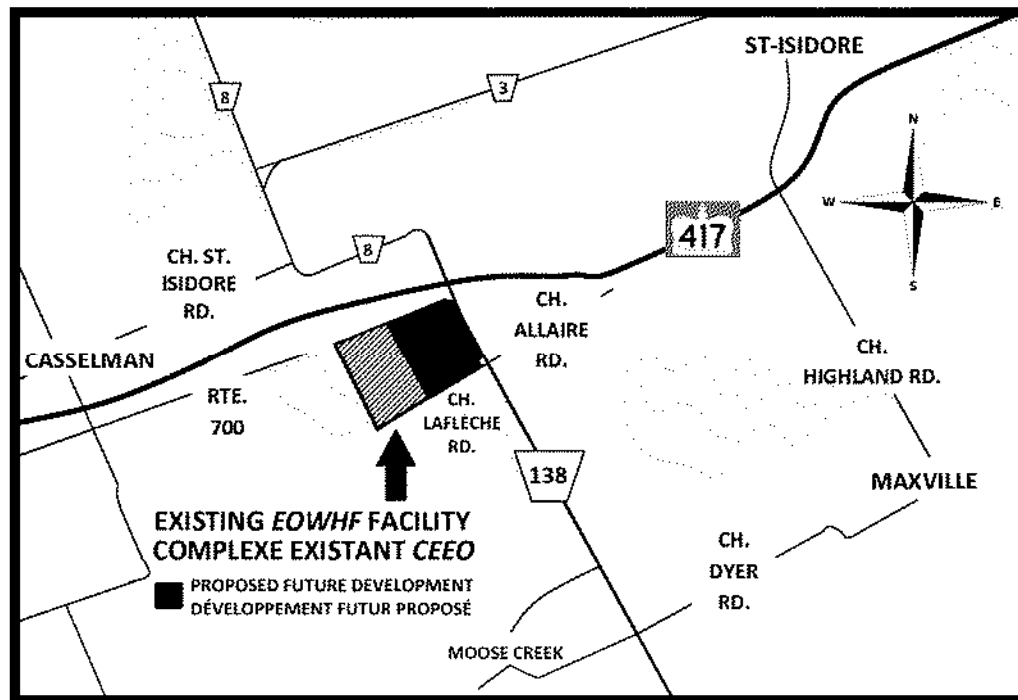 ST-ISIDORE
8
3
N
W
E
S
417
CH. ST.
ISIDORE
RD.
8
CH.
ALLAIRE
RD.
CASSELMAN
RTE.
700
CH.
LAFLÈCHE
RD.
CH.
HIGHLAND RD.
138
MAXVILLE
EXISTING EOWHF FACILITY
COMPLEXE EXISTANT CEEO
PROPOSED FUTURE DEVELOPMENT
DÉVELOPPEMENT FUTUR PROPOSÉ
CH.
DYER
RD.
MOOSE CREEK